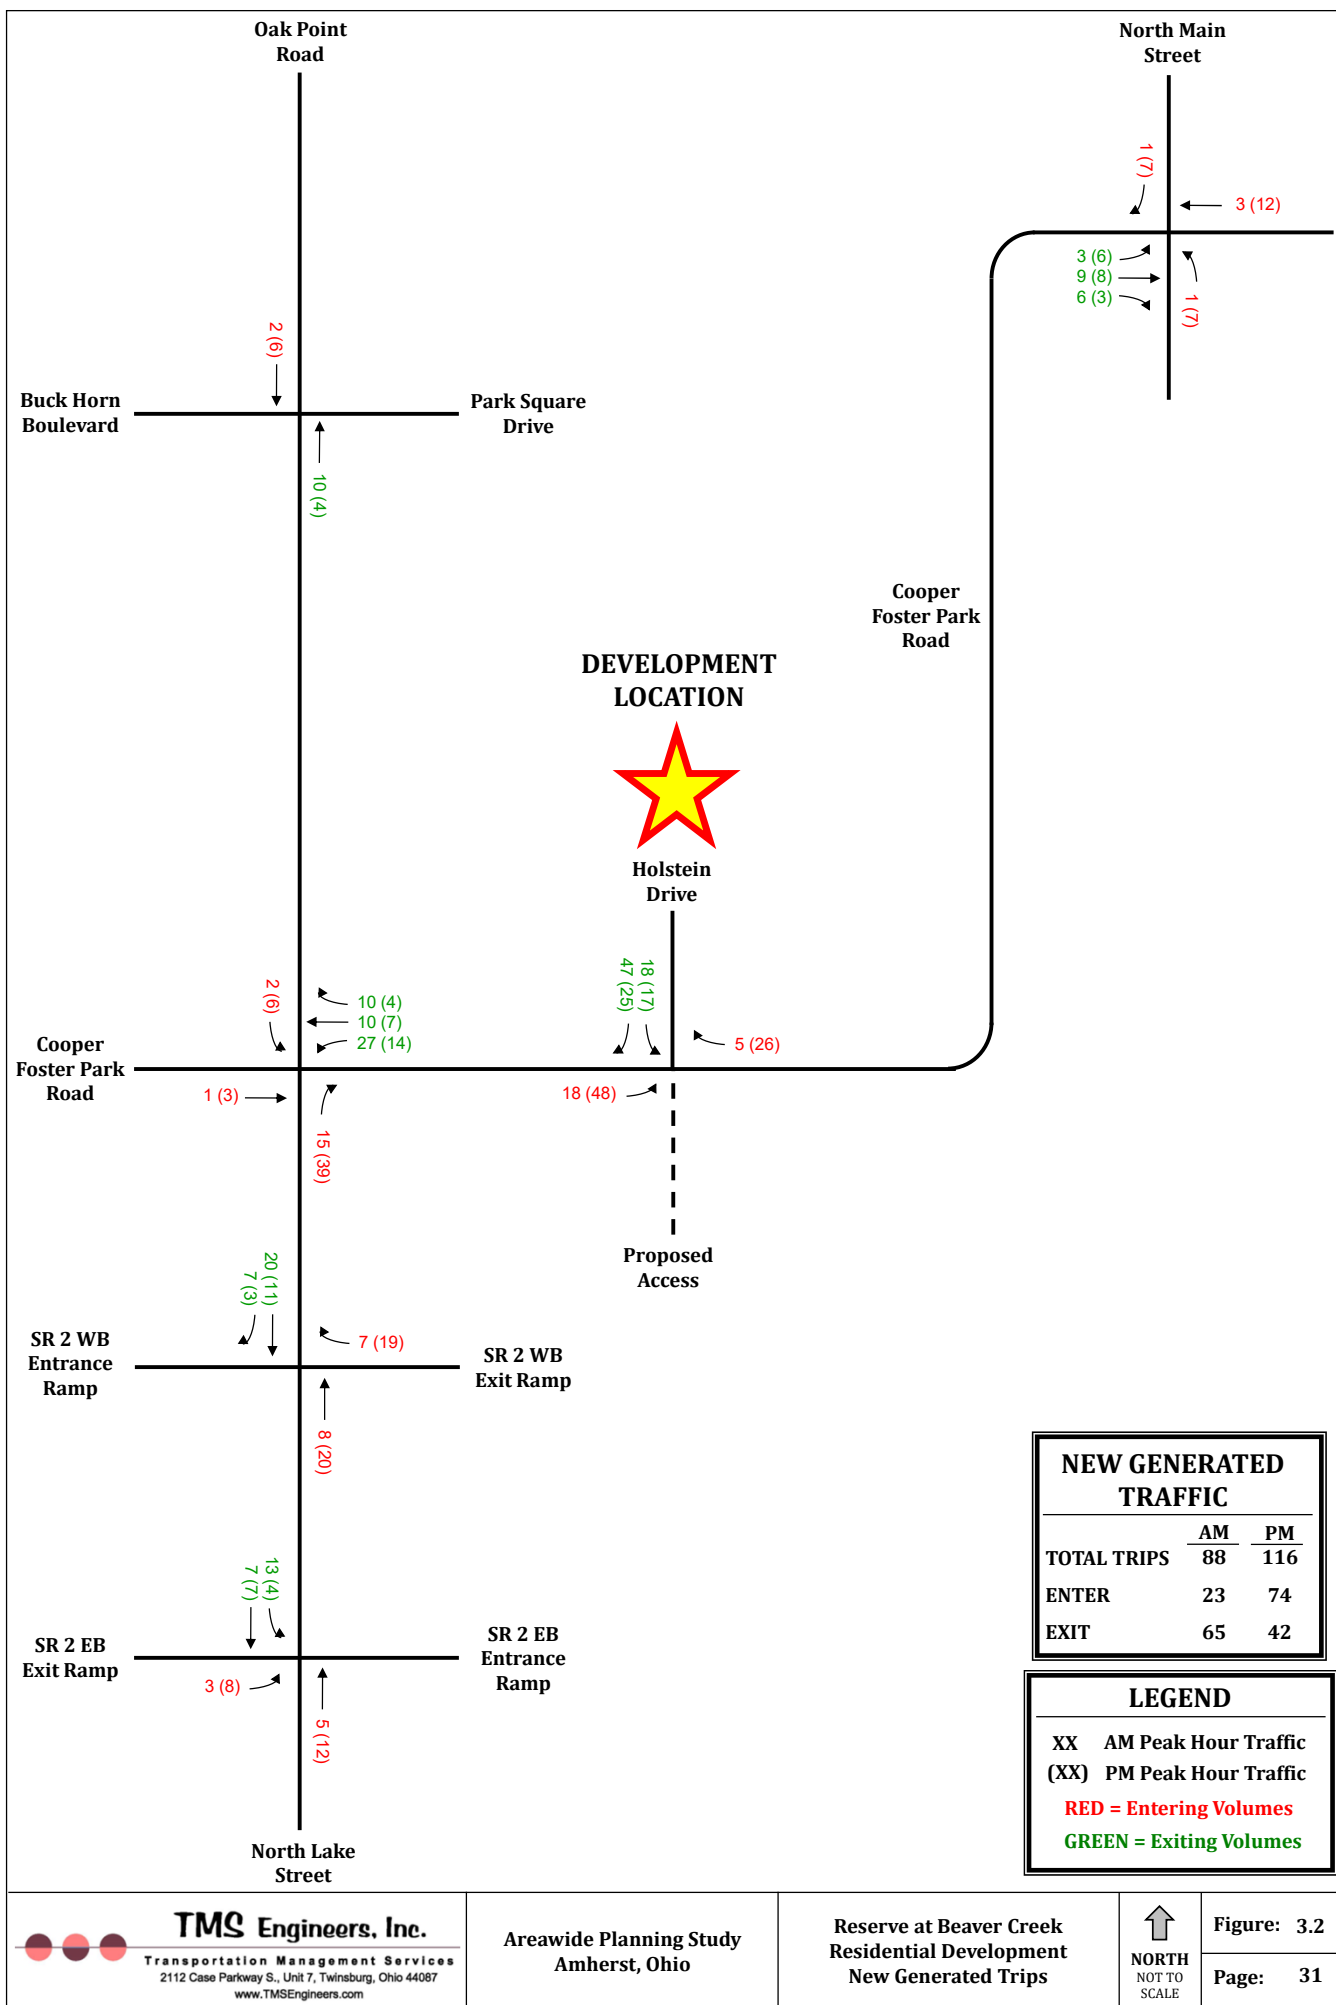 Oak Point
Road
North Main
Street
1 (7)
3 (12)
3 (6)
9 (8)
6 (3)
1 (7)
2 (6)
Buck Horn
Boulevard
Park Square
Drive
10 (4)
Cooper
Foster Park
Road
DEVELOPMENT
LOCATION
Holstein
Drive
18 (17)
47 (25)
2 (6)
10 (4)
10 (7)
27 (14)
5 (26)
Cooper
Foster Park
Road
1 (3)
18 (48)
15 (39)
Proposed
Access
20 (11)
7 (3)
SR 2 WB
Entrance
Ramp
7 (19)
SR 2 WB
Exit Ramp
8 (20)
13 (4)
7 (7)
SR 2 EB
Exit Ramp
SR 2 EB
Entrance
Ramp
3 (8)
5 (12)
North Lake
Street
NEW GENERATED
TRAFFIC
AM PM
TOTAL TRIPS 88 116
ENTER 23 74
EXIT 65 42
LEGEND
XX AM Peak Hour Traffic
(XX) PM Peak Hour Traffic
RED = Entering Volumes
GREEN = Exiting Volumes
TMS Engineers, Inc.
Transportation Management Services
2112 Case Parkway S., Unit 7, Twinsburg, Ohio 44087
www.TMSEngineers.com
Areawide Planning Study
Amherst, Ohio
Reserve at Beaver Creek
Residential Development
New Generated Trips
NORTH
NOT TO
SCALE
Figure: 3.2
Page: 31